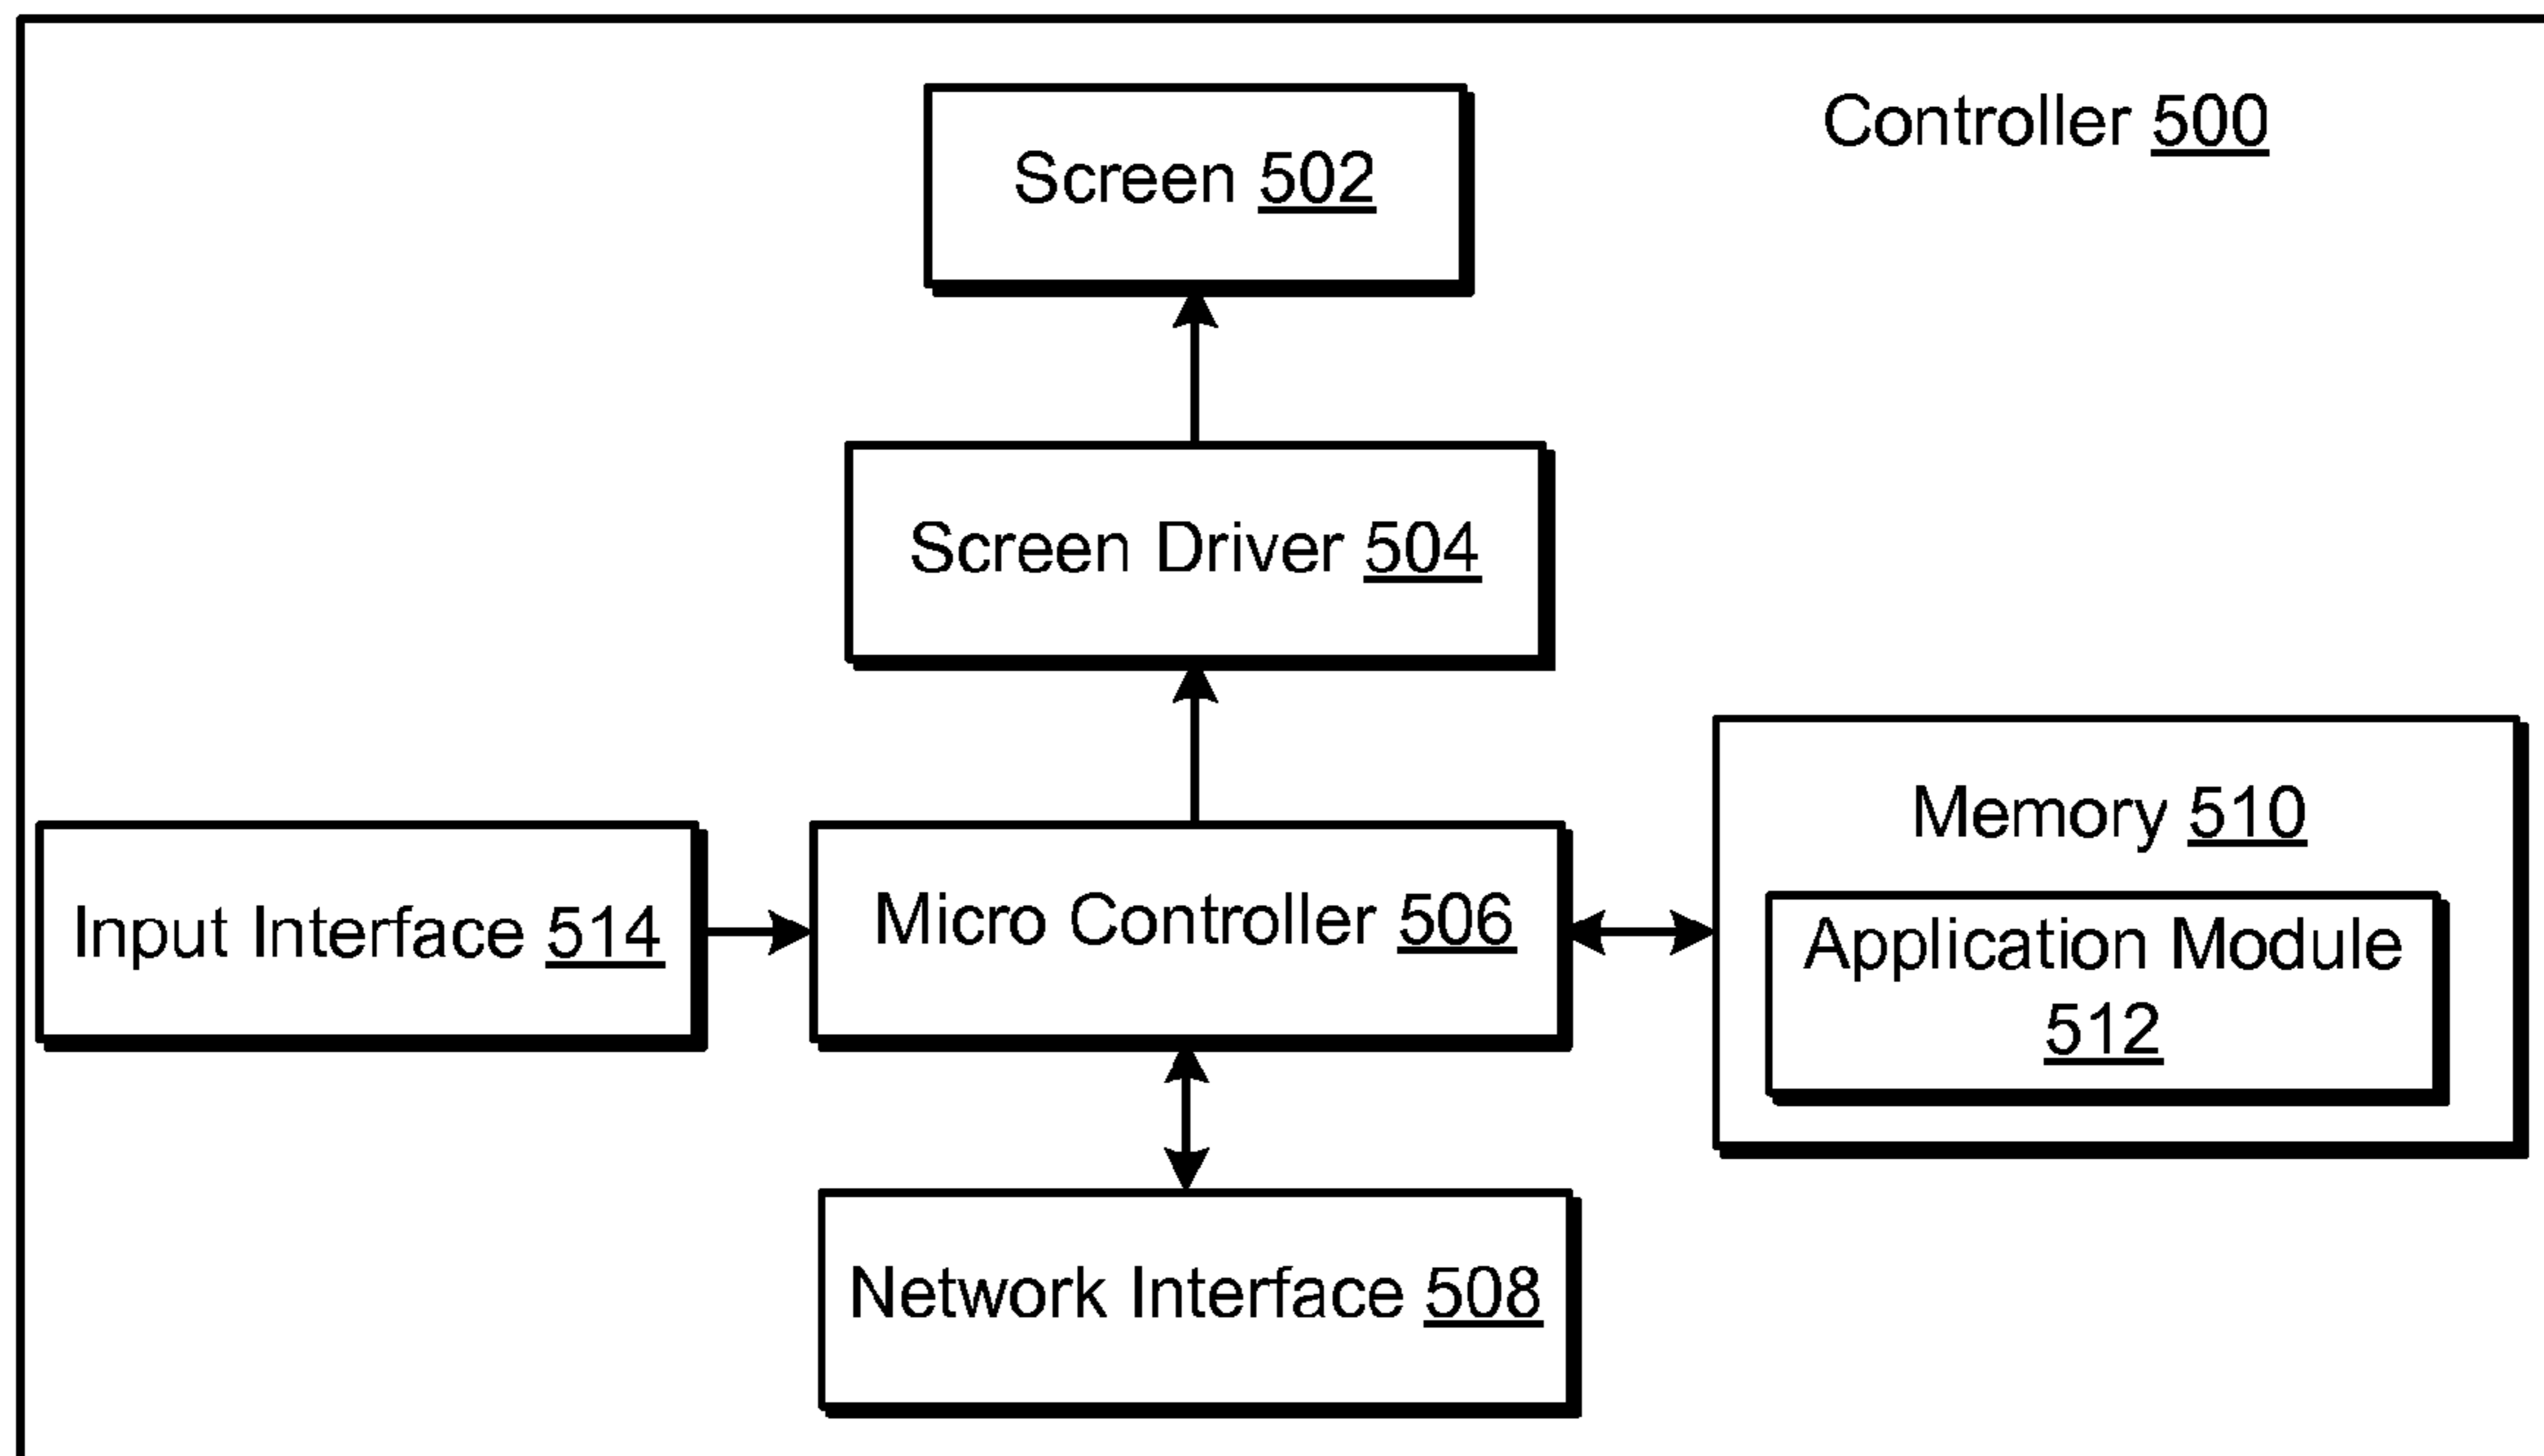 Controller 500
Screen 502
Screen Driver 504
Memory 510
Input Interface 514
Micro Controller 506
Application Module
512
Network Interface 508